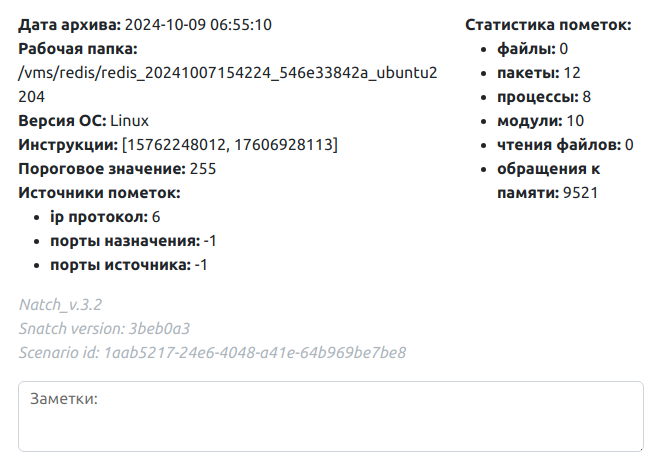 Дата архива: 2024-10-09 06:55:10
Рабочая папка:
/vms/redis/redis_20241007154224_546e33842a_ubuntu2
204
Версия ОС: Linux
Инструкции: [15762248012, 17606928113]
Пороговое значение: 255
Источники пометок:
• ip протокол: 6
• порты назначения: -1
• порты источника: -1
Статистика пометок:
• файлы: 0
• пакеты: 12
• процессы: 8
• модули: 10
• чтения файлов: 0
• обращения к
памяти: 9521
Natch_v.3.2
Snatch version: 3beb0a3
Scenario id: 1aab5217-24e6-4048-a41e-64b969be7be8
Заметки: